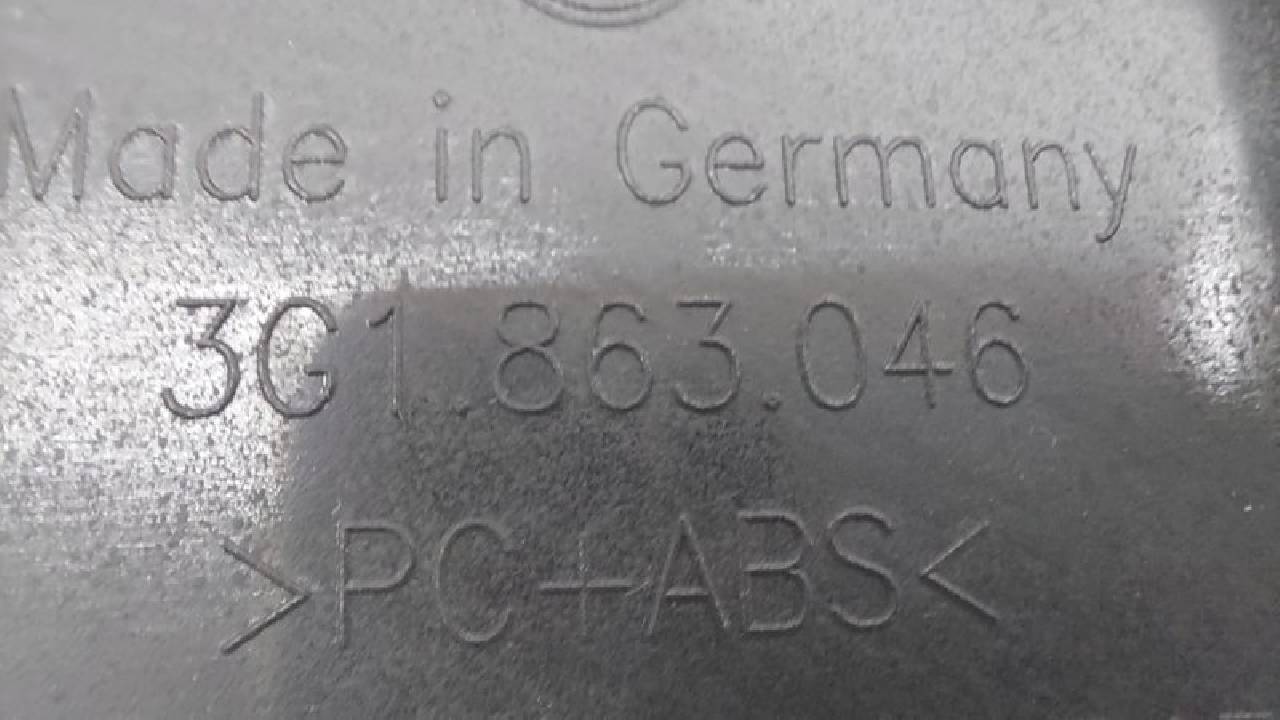 Made in Germany
3G1.863.046
>PC+ABS<